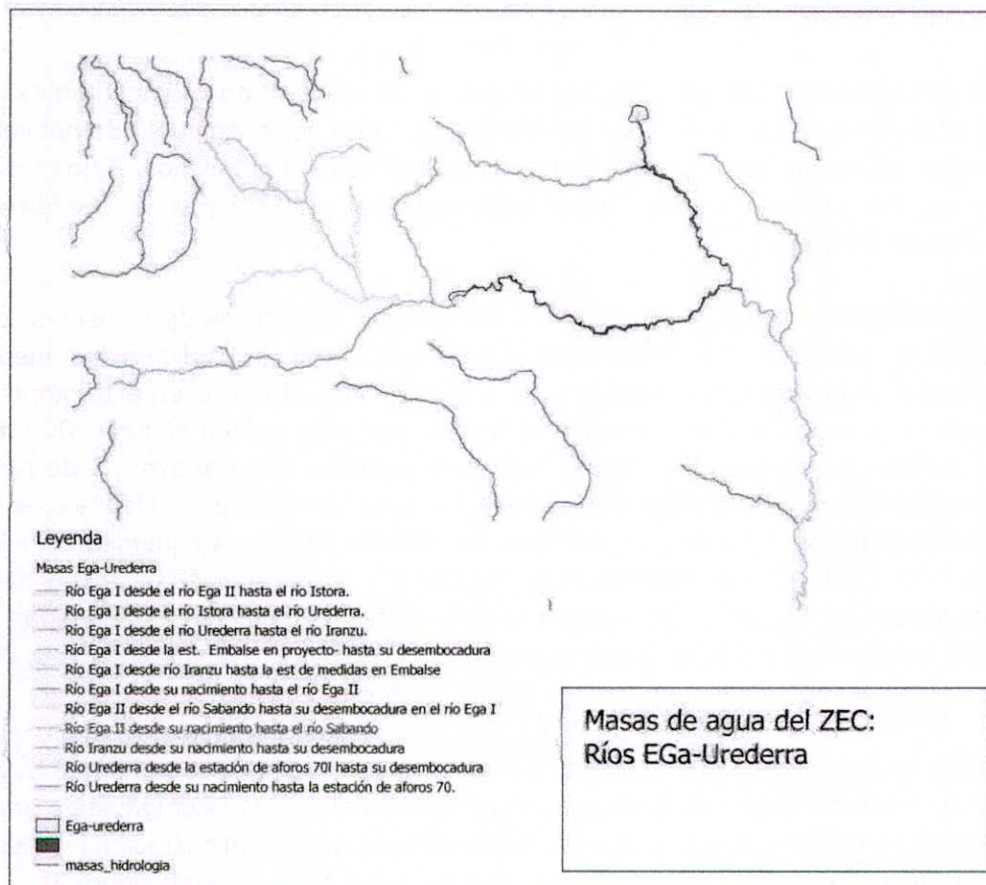 Leyenda
Masas Ega-Urederra
Río Ega I desde el río Ega II hasta el río Istora.
Río Ega I desde el río Istora hasta el río Urederra.
Río Ega I desde el río Urederra hasta el río Iranzu.
Río Ega I desde la est. Embalse en proyecto- hasta su desembocadura
Río Ega I desde río Iranzu hasta la est de medidas en Embalse
Río Ega I desde su nacimiento hasta el río Ega II
Río Ega II desde el río Sabando hasta su desembocadura en el río Ega I
Río Ega II desde su nacimiento hasta el río Sabando
Río Iranzu desde su nacimiento hasta su desembocadura
Río Urederra desde la estación de aforos 70l hasta su desembocadura
Río Urederra desde su nacimiento hasta la estación de aforos 70.
Ega-urederra
masas_hidrologia
Masas de agua del ZEC:
Ríos EGa-Urederra